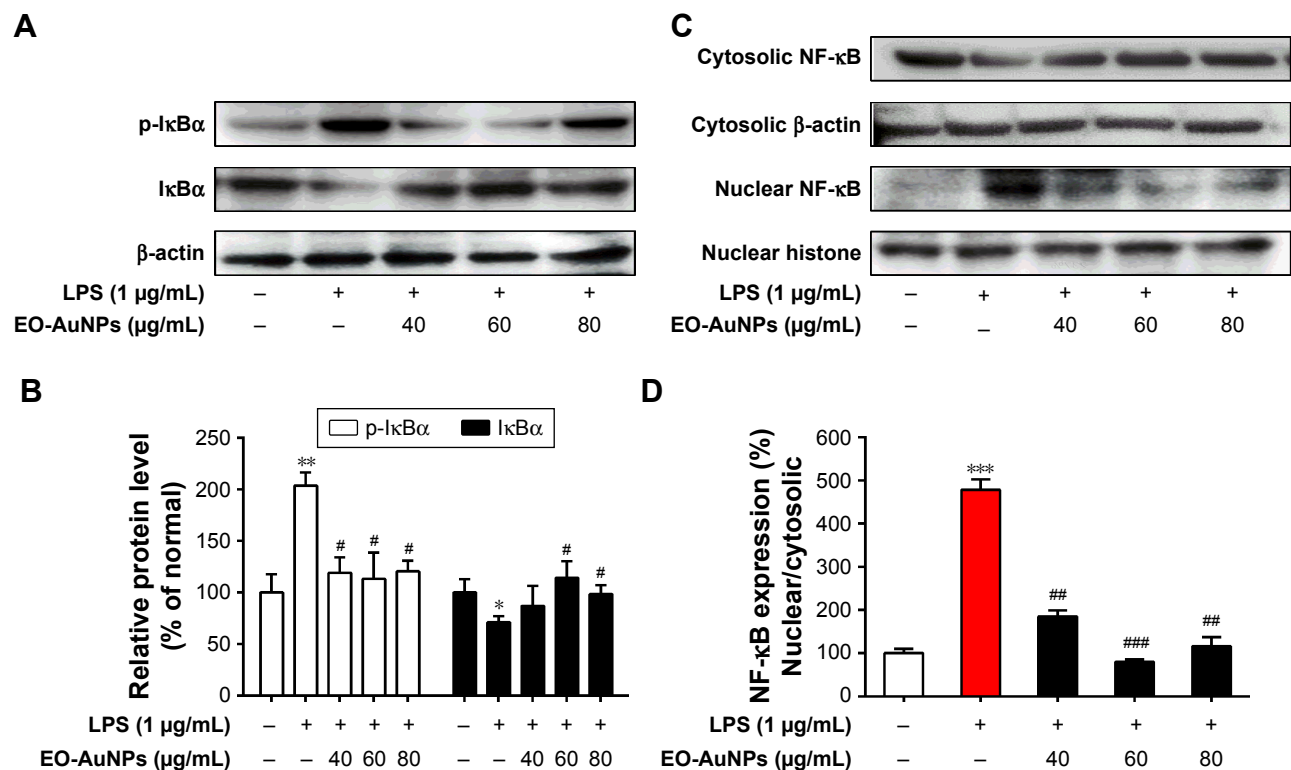 A
p-IκBα
IκBα
β-actin
LPS (1 µg/mL) – + + + +
EO-AuNPs (µg/mL) – – 40 60 80
C
Cytosolic NF-κB
Cytosolic β-actin
Nuclear NF-κB
Nuclear histone
LPS (1 µg/mL) – + + + +
EO-AuNPs (µg/mL) – – 40 60 80
B
p-IκBα IκBα
Relative protein level
(% of normal)
250
200
150
100
50
0
** # # # * # #
LPS (1 µg/mL) – + + + + – + + + +
EO-AuNPs (µg/mL) – – 40 60 80 – – 40 60 80
D
NF-κB expression (%)
Nuclear/cytosolic
600
500
400
300
200
100
0
*** ## ### ##
LPS (1 µg/mL) – + + + +
EO-AuNPs (µg/mL) – – 40 60 80